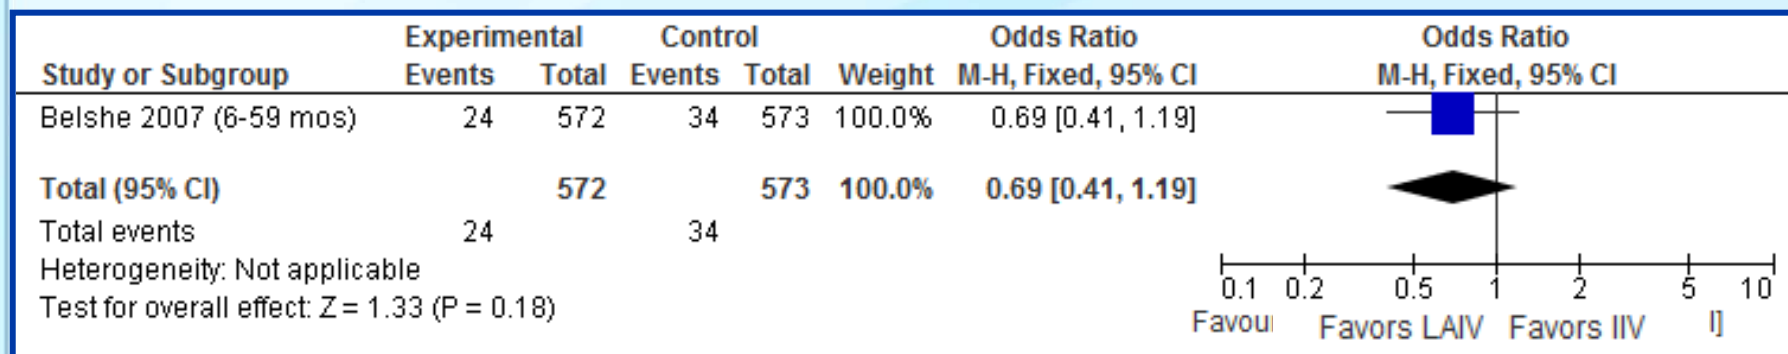 Experimental Control Odds Ratio Odds Ratio
Study or Subgroup Events Total Events Total Weight M-H, Fixed, 95% CI M-H, Fixed, 95% CI
Belshe 2007 (6-59 mos) 24 572 34 573 100.0% 0.69 [0.41, 1.19]
Total (95% CI) 572 573 100.0% 0.69 [0.41, 1.19]
Total events 24 34
Heterogeneity: Not applicable
Test for overall effect: Z = 1.33 (P = 0.18)
0.1 0.2 0.5 1 2 5 10
Favou Favors LAIV Favors IIV l]